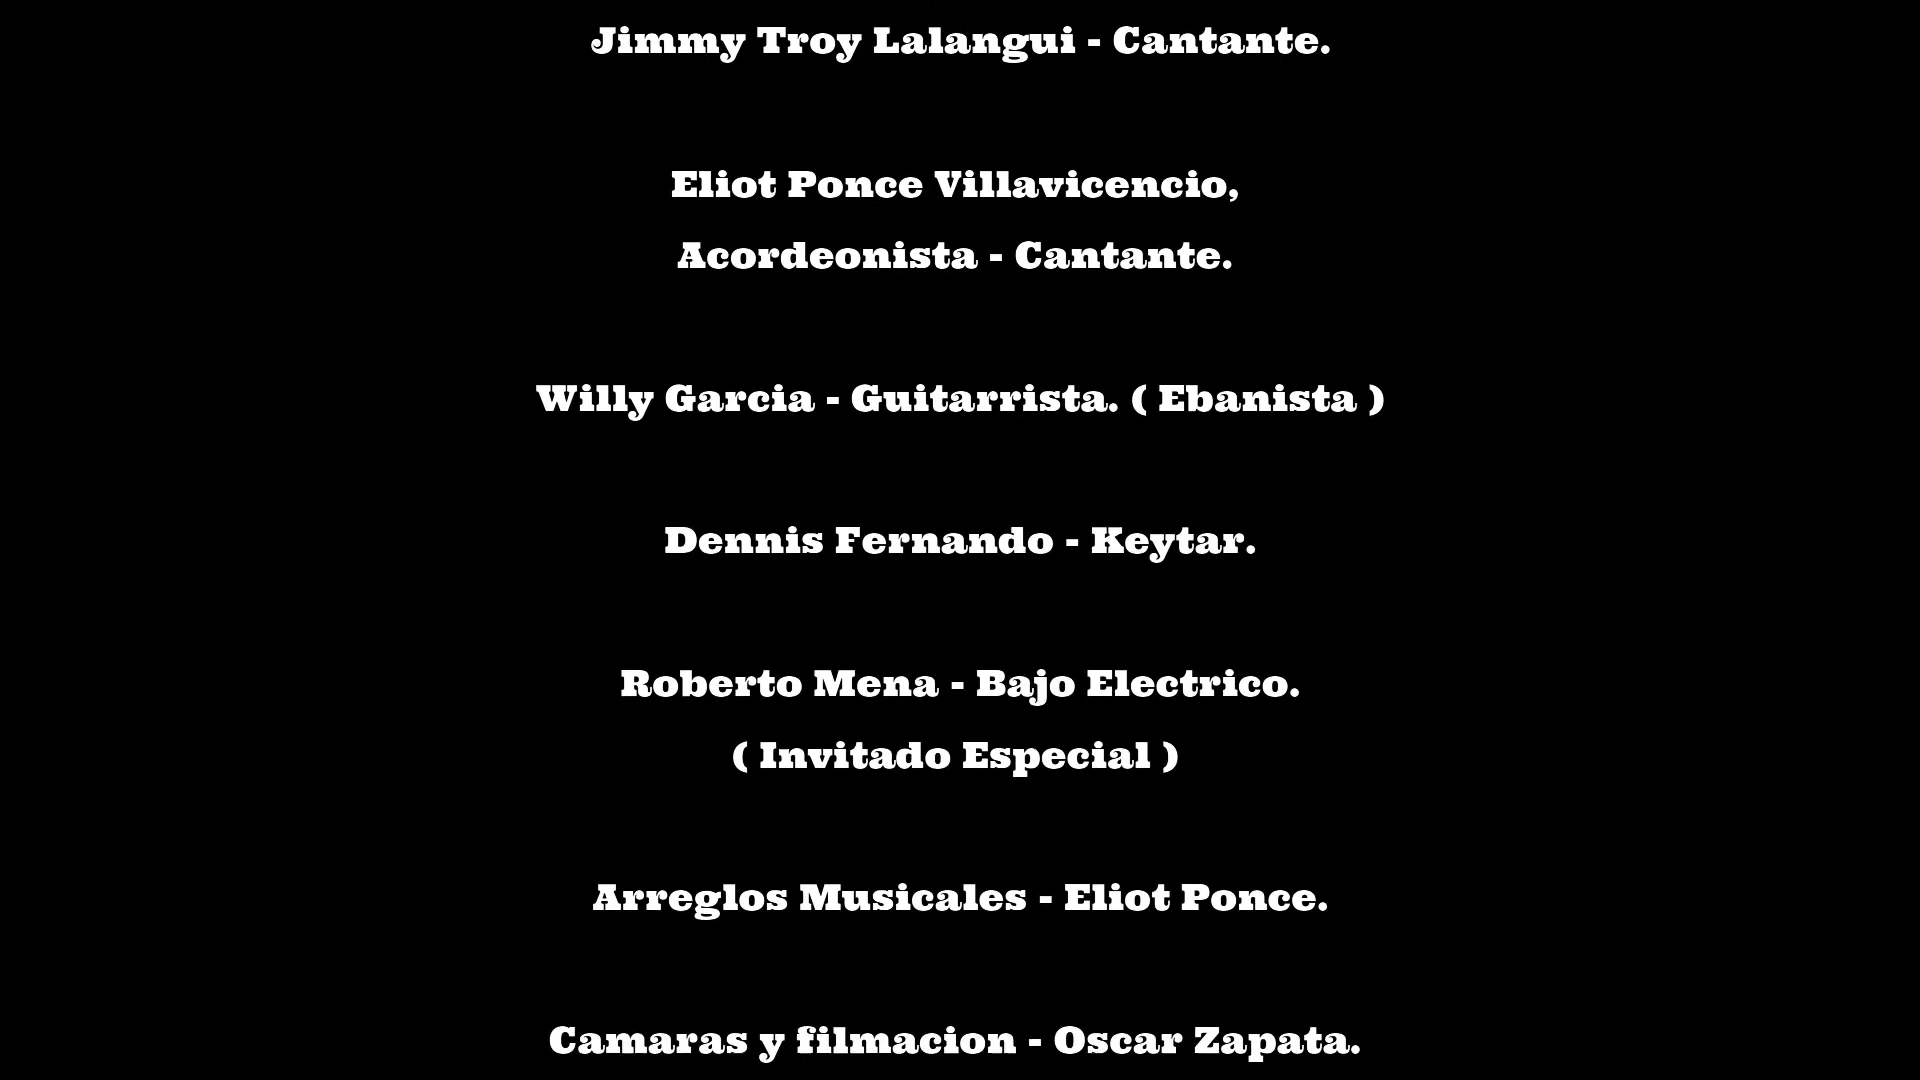 Jimmy Troy Lalangui - Cantante.
Eliot Ponce Villavicencio,
Acordeonista - Cantante.
Willy Garcia - Guitarrista. ( Ebanista )
Dennis Fernando - Keytar.
Roberto Mena - Bajo Electrico.
( Invitado Especial )
Arreglos Musicales - Eliot Ponce.
Camaras y filmacion - Oscar Zapata.